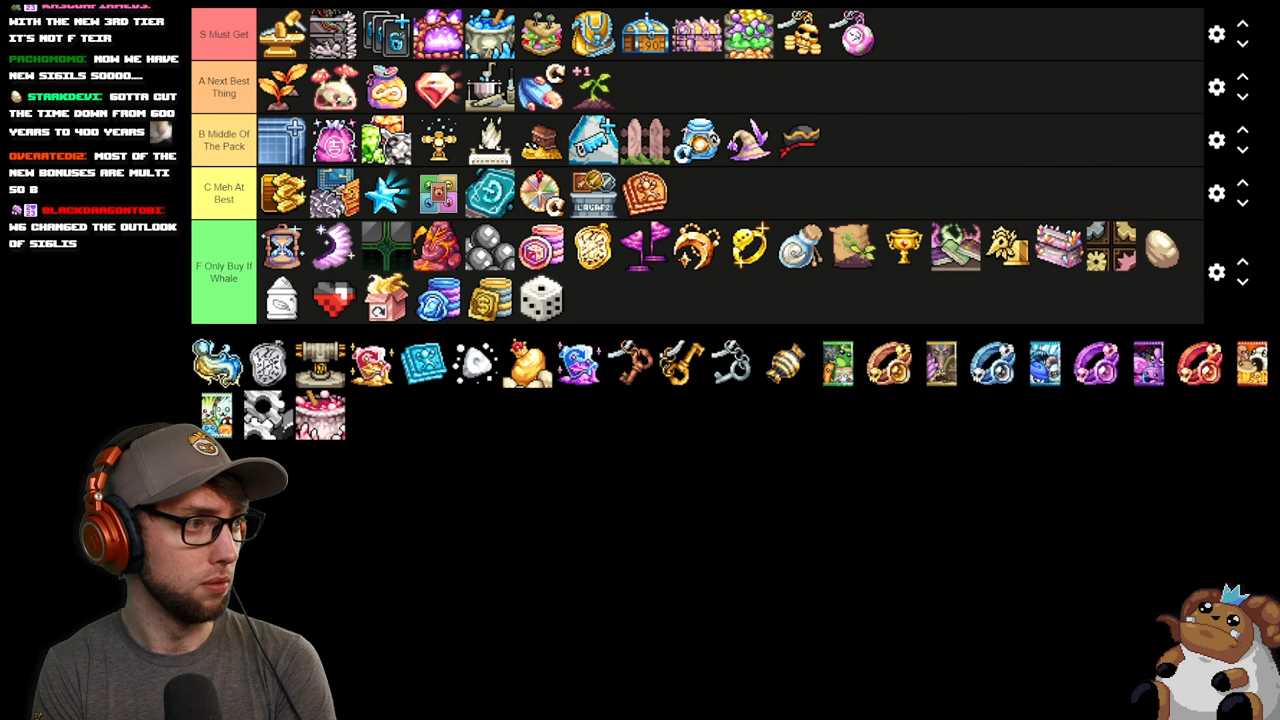 WITH THE NEW 3RD TIER
IT'S NOT F TEIR
PACHOMOMO: NOW WE HAVE
NEW SIGILS SOOOO....
STARKDEVI: GOTTA CUT
THE TIME DOWN FROM 600
YEARS TO 400 YEARS
OVERATED12: MOST OF THE
NEW BONUSES ARE MULTI
SO B
BLACKDRAGONTOBI:
W6 CHANGED THE OUTLOOK
OF SIGLIS
S Must Get
A Next Best
Thing
+1
B Middle Of
The Pack
C Meh At
Best
F Only Buy If
Whale